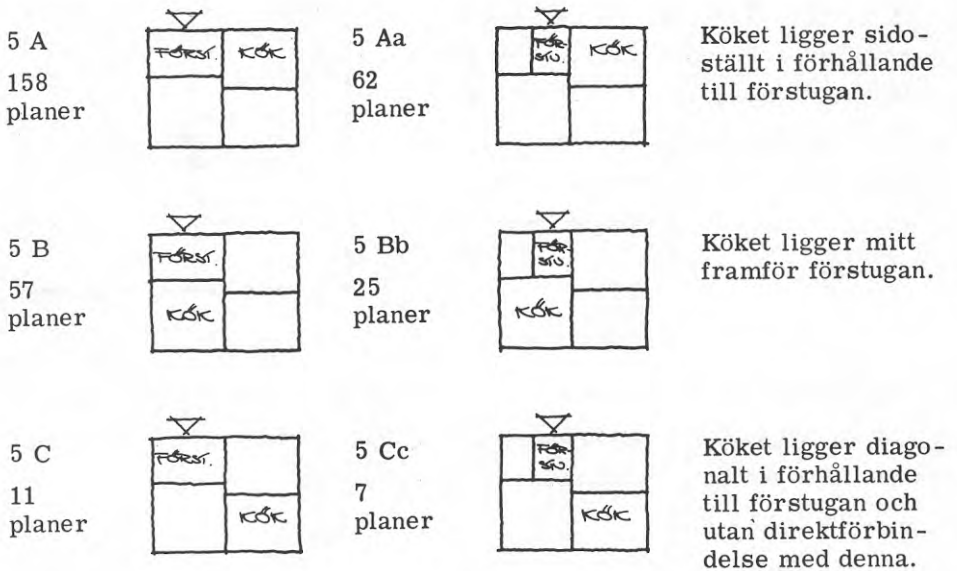 5 A
158
planer
FÖRST.
KÖK
5 Aa
62
planer
FÖR-
STU.
KÖK
Köket ligger sido-
ställt i förhållande
till förstugan.
5 B
57
planer
FÖRST.
KÖK
5 Bb
25
planer
FÖR
STU.
KÖK
Köket ligger mitt
framför förstugan.
5 C
11
planer
FÖRST.
KÖK
5 Cc
7
planer
FÖR
STU.
KÖK
Köket ligger diago-
nalt i förhållande
till förstugan och
utan direktförbin-
delse med denna.